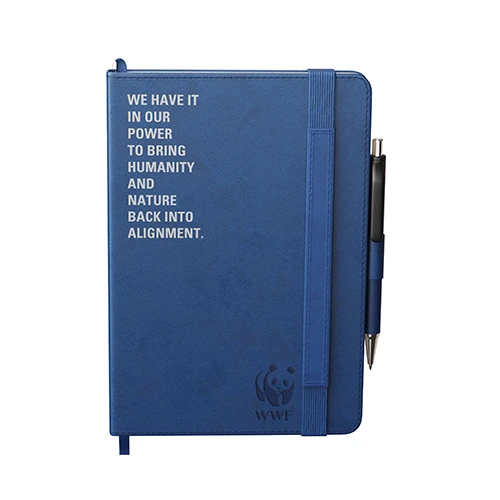 WE HAVE IT
IN OUR
POWER
TO BRING
HUMANITY
AND
NATURE
BACK INTO
ALIGNMENT.
WWF